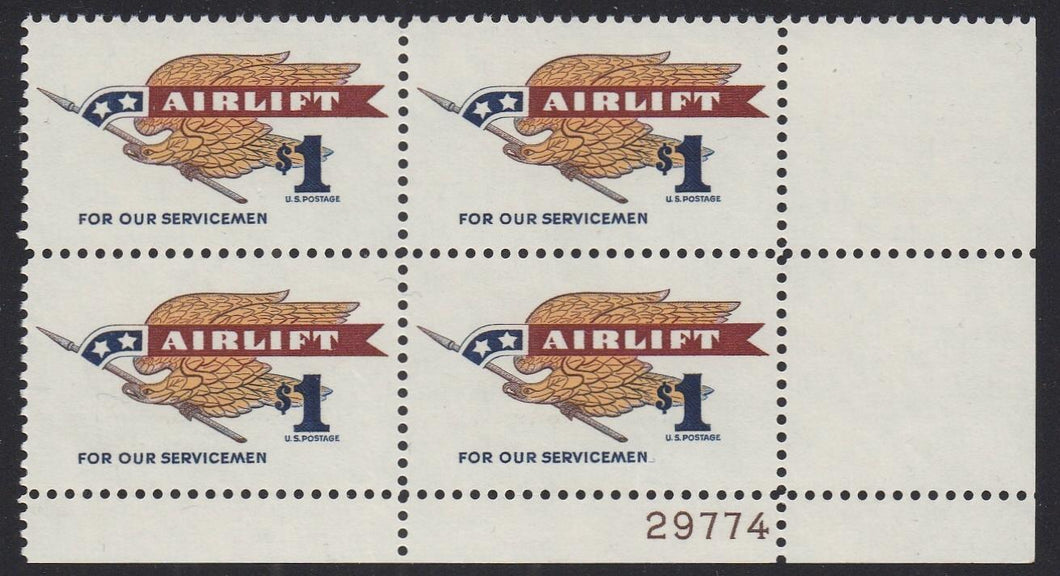 AIRLIFT
$1
U.S. POSTAGE
FOR OUR SERVICEMEN
AIRLIFT
$1
U.S. POSTAGE
FOR OUR SERVICEMEN
AIRLIFT
$1
U.S. POSTAGE
FOR OUR SERVICEMEN
AIRLIFT
$1
U.S. POSTAGE
FOR OUR SERVICEMEN
29774